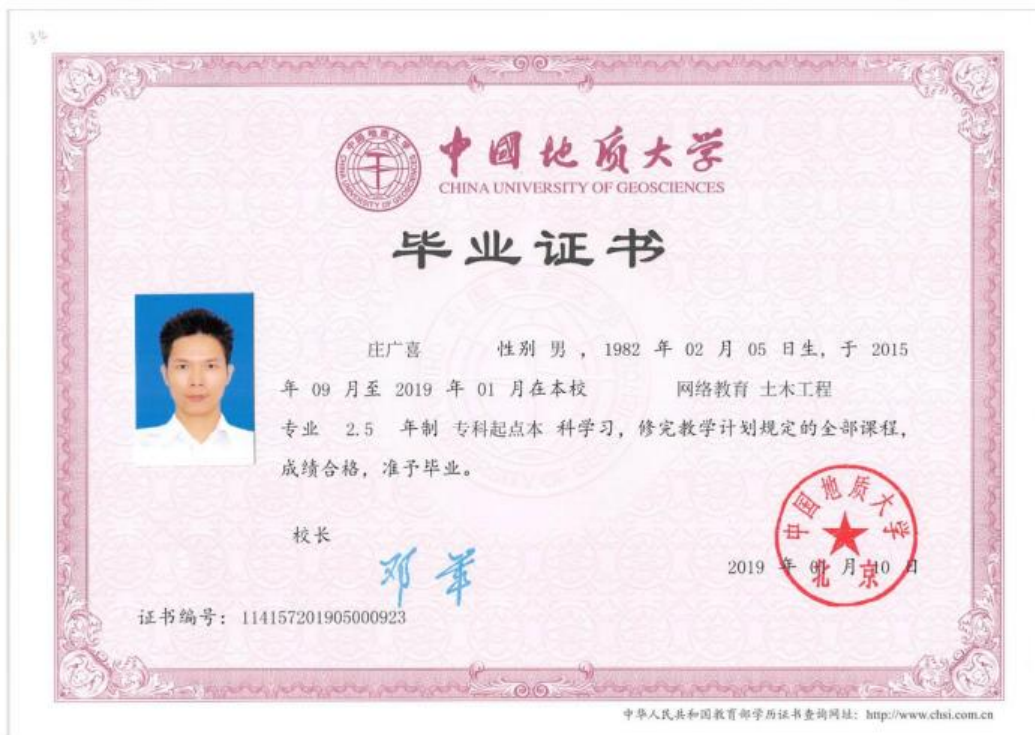 34
中国地质大学
CHINA UNIVERSITY OF GEOSCIENCES
毕业证书
庄广喜 性别 男 ，1982 年 02 月 05 日生，于 2015
年 09 月至 2019 年 01 月在本校 网络教育 土木工程
专业 2.5 年制 专科起点本 科学习，修完教学计划规定的全部课程，
成绩合格，准予毕业。
校长
邓军
中国地质大学
北京
2019 年 01 月 10 日
证书编号：114157201905000923
中华人民共和国教育部学历证书查询网址：http://www.chsi.com.cn